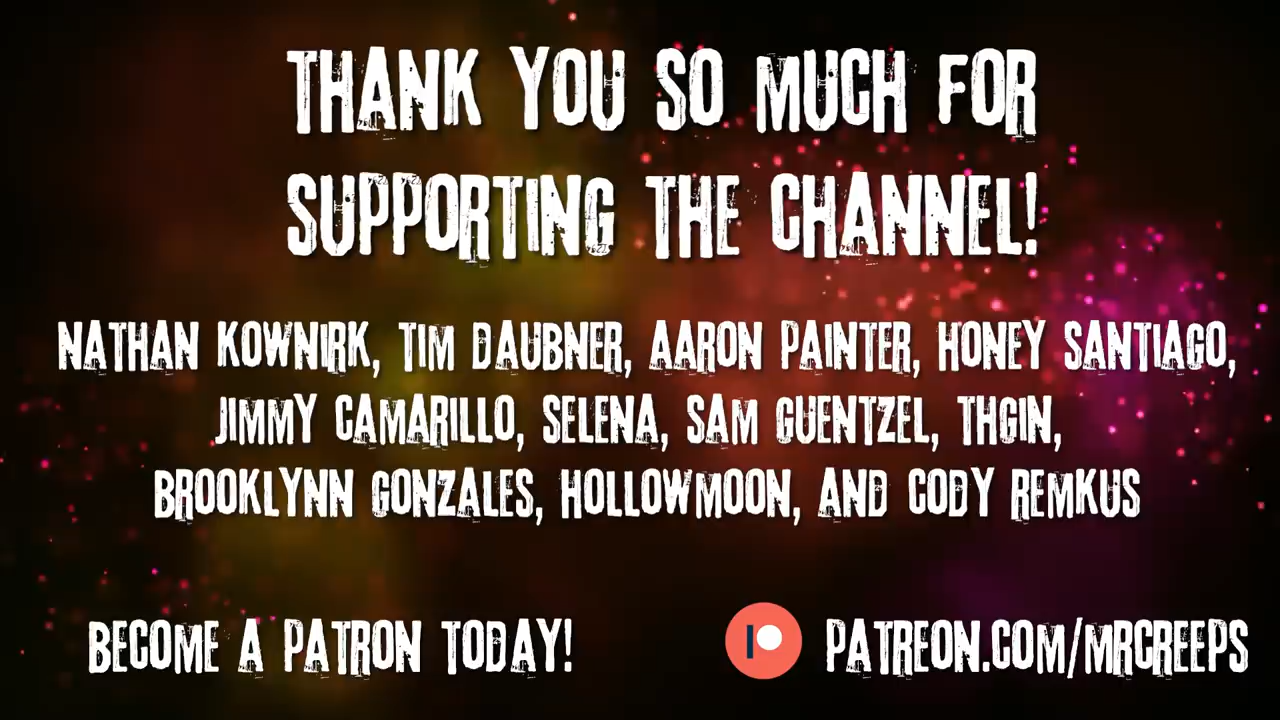 THANK YOU SO MUCH FOR
SUPPORTING THE CHANNEL!
NATHAN KOWNIRK, TIM DAUBNER, AARON PAINTER, HONEY SANTIAGO,
JIMMY CAMARILLO, SELENA, SAM GUENTZEL, THGIN,
BROOKLYNN GONZALES, HOLLOWMOON, AND CODY REMKUS
BECOME A PATRON TODAY!
PATREON.COM/MRCREEPS